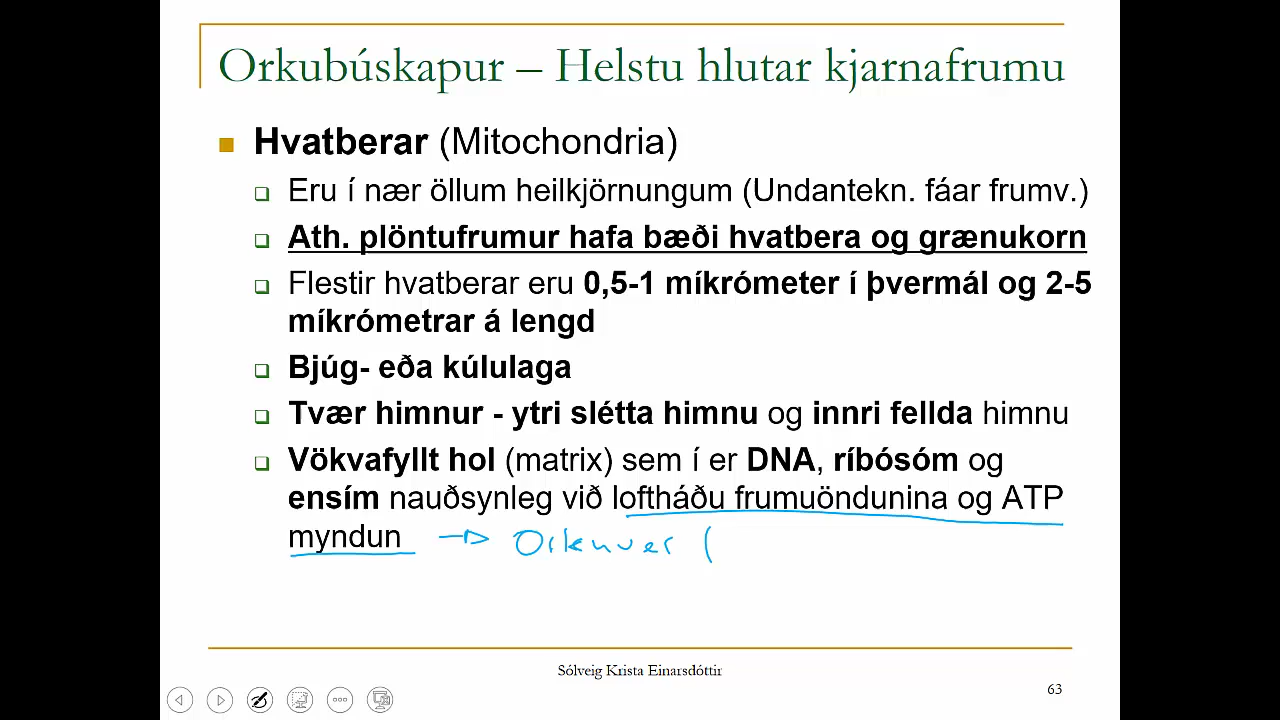 Orkubúskapur – Helstu hlutar kjarnafrumu
Hvatberar (Mitochondria)
Eru í nær öllum heilkjörnungum (Undantekn. fáar frumv.)
Ath. plöntufrumur hafa bæði hvatbera og grænukorn
Flestir hvatberar eru 0,5-1 míkrómeter í þvermál og 2-5
míkrómetrar á lengd
Bjúg- eða kúlulaga
Tvær himnur - ytri slétta himnu og innri fellda himnu
Vökvafyllt hol (matrix) sem í er DNA, ríbósóm og
ensím nauðsynleg við loftháðu frumuöndunina og ATP
myndun → Orkuver (
Sólveig Krista Einarsdóttir
63